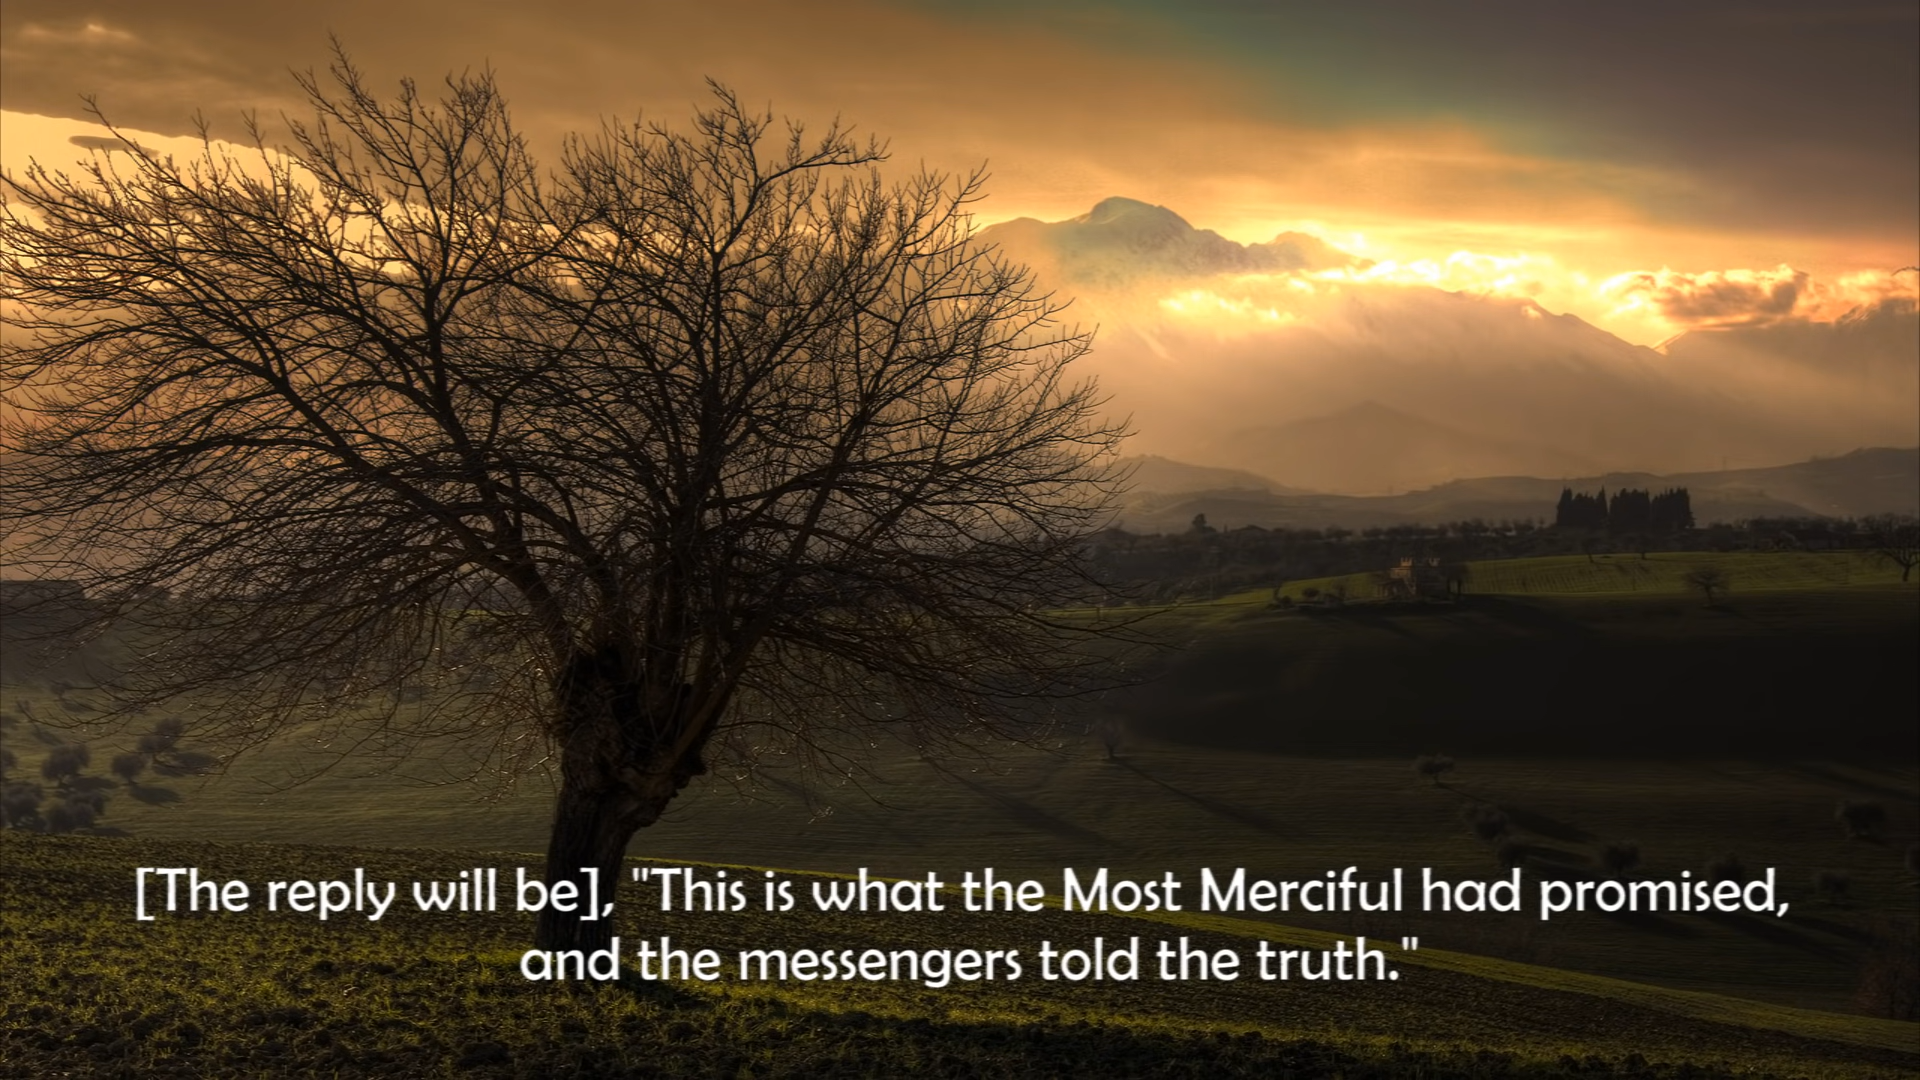 [The reply will be], "This is what the Most Merciful had promised,
and the messengers told the truth."